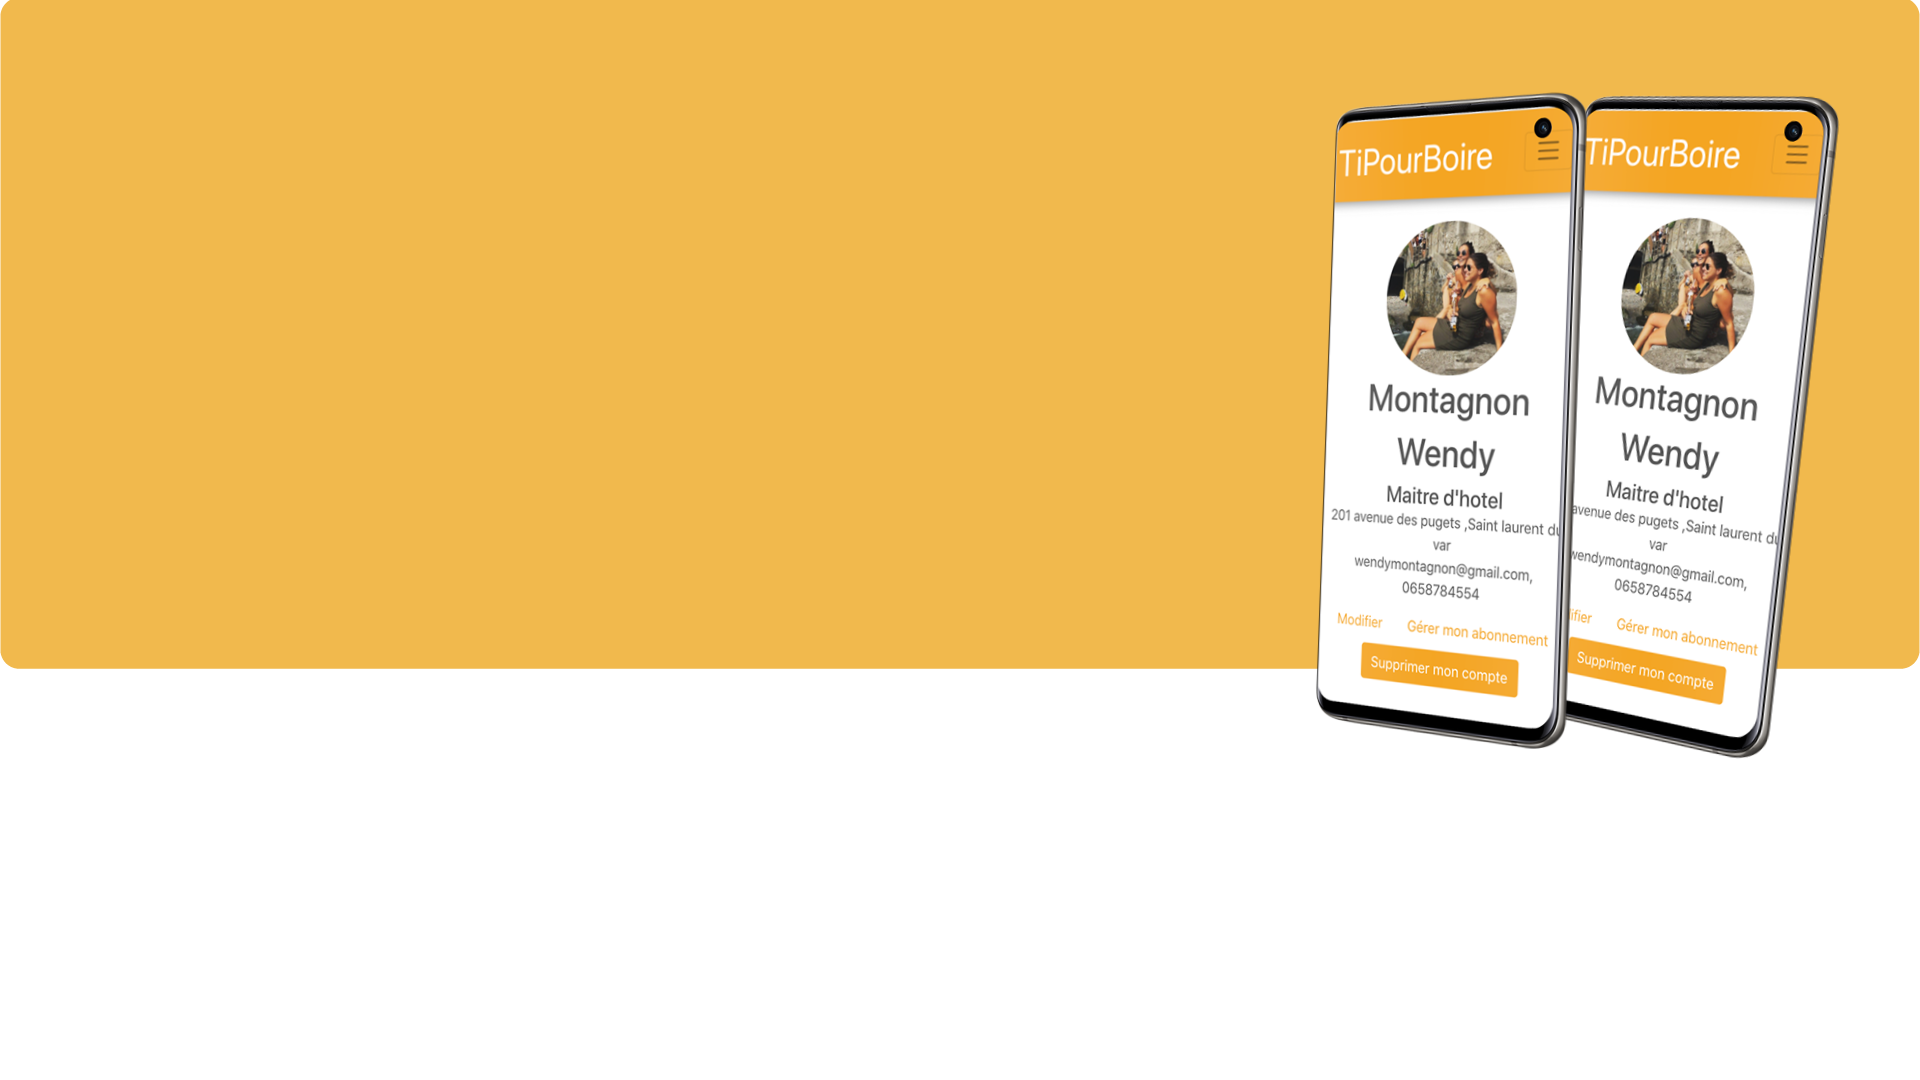 TiPourBoire
Montagnon
Wendy
Maitre d'hotel
201 avenue des pugets ,Saint laurent du
var
wendymontagnon@gmail.com,
0658784554
Modifier Gérer mon abonnement
Supprimer mon compte
TiPourBoire
Montagnon
Wendy
Maitre d'hotel
avenue des pugets ,Saint laurent du
var
wendymontagnon@gmail.com,
0658784554
ifier Gérer mon abonnement
Supprimer mon compte